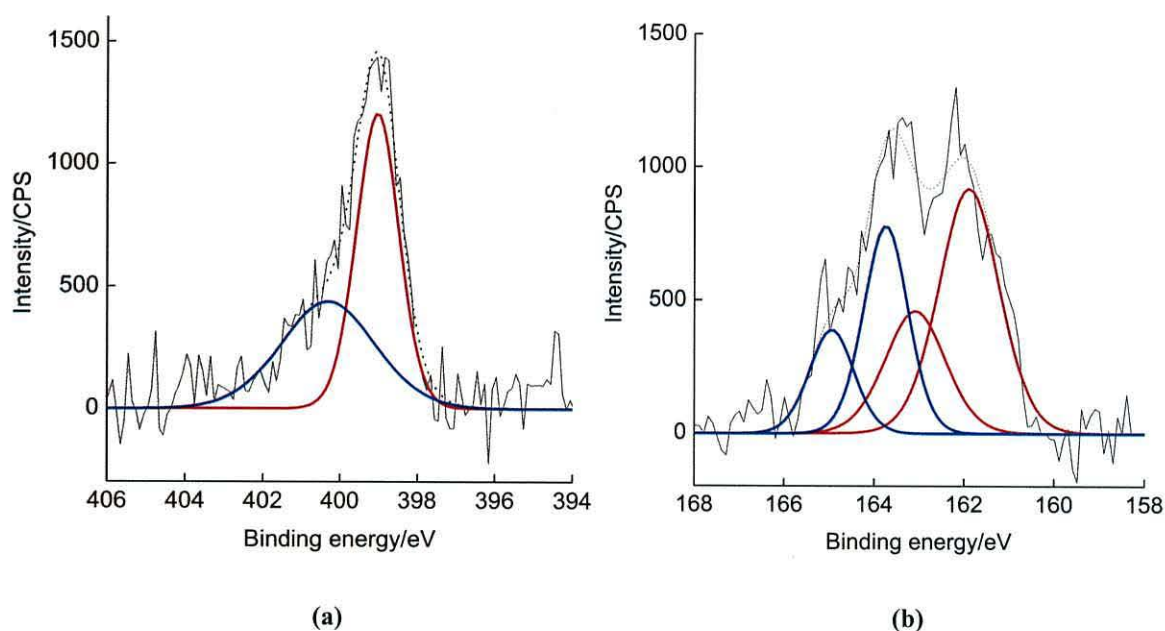 1500
1000
500
0
Intensity/CPS
406 404 402 400 398 396 394
Binding energy/eV
(a)
1500
1000
500
0
Intensity/CPS
168 166 164 162 160 158
Binding energy/eV
(b)